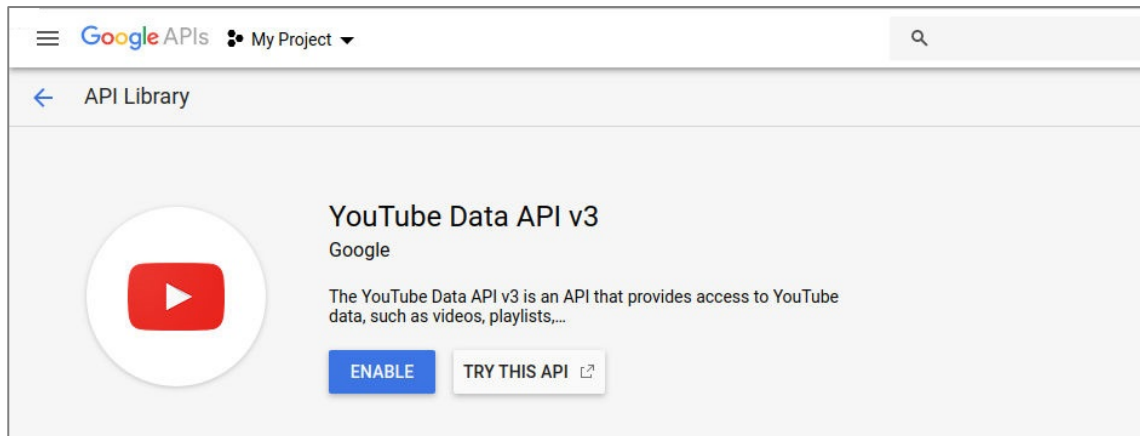 Google APIs My Project
API Library
YouTube Data API v3
Google
The YouTube Data API v3 is an API that provides access to YouTube
data, such as videos, playlists,...
ENABLE TRY THIS API